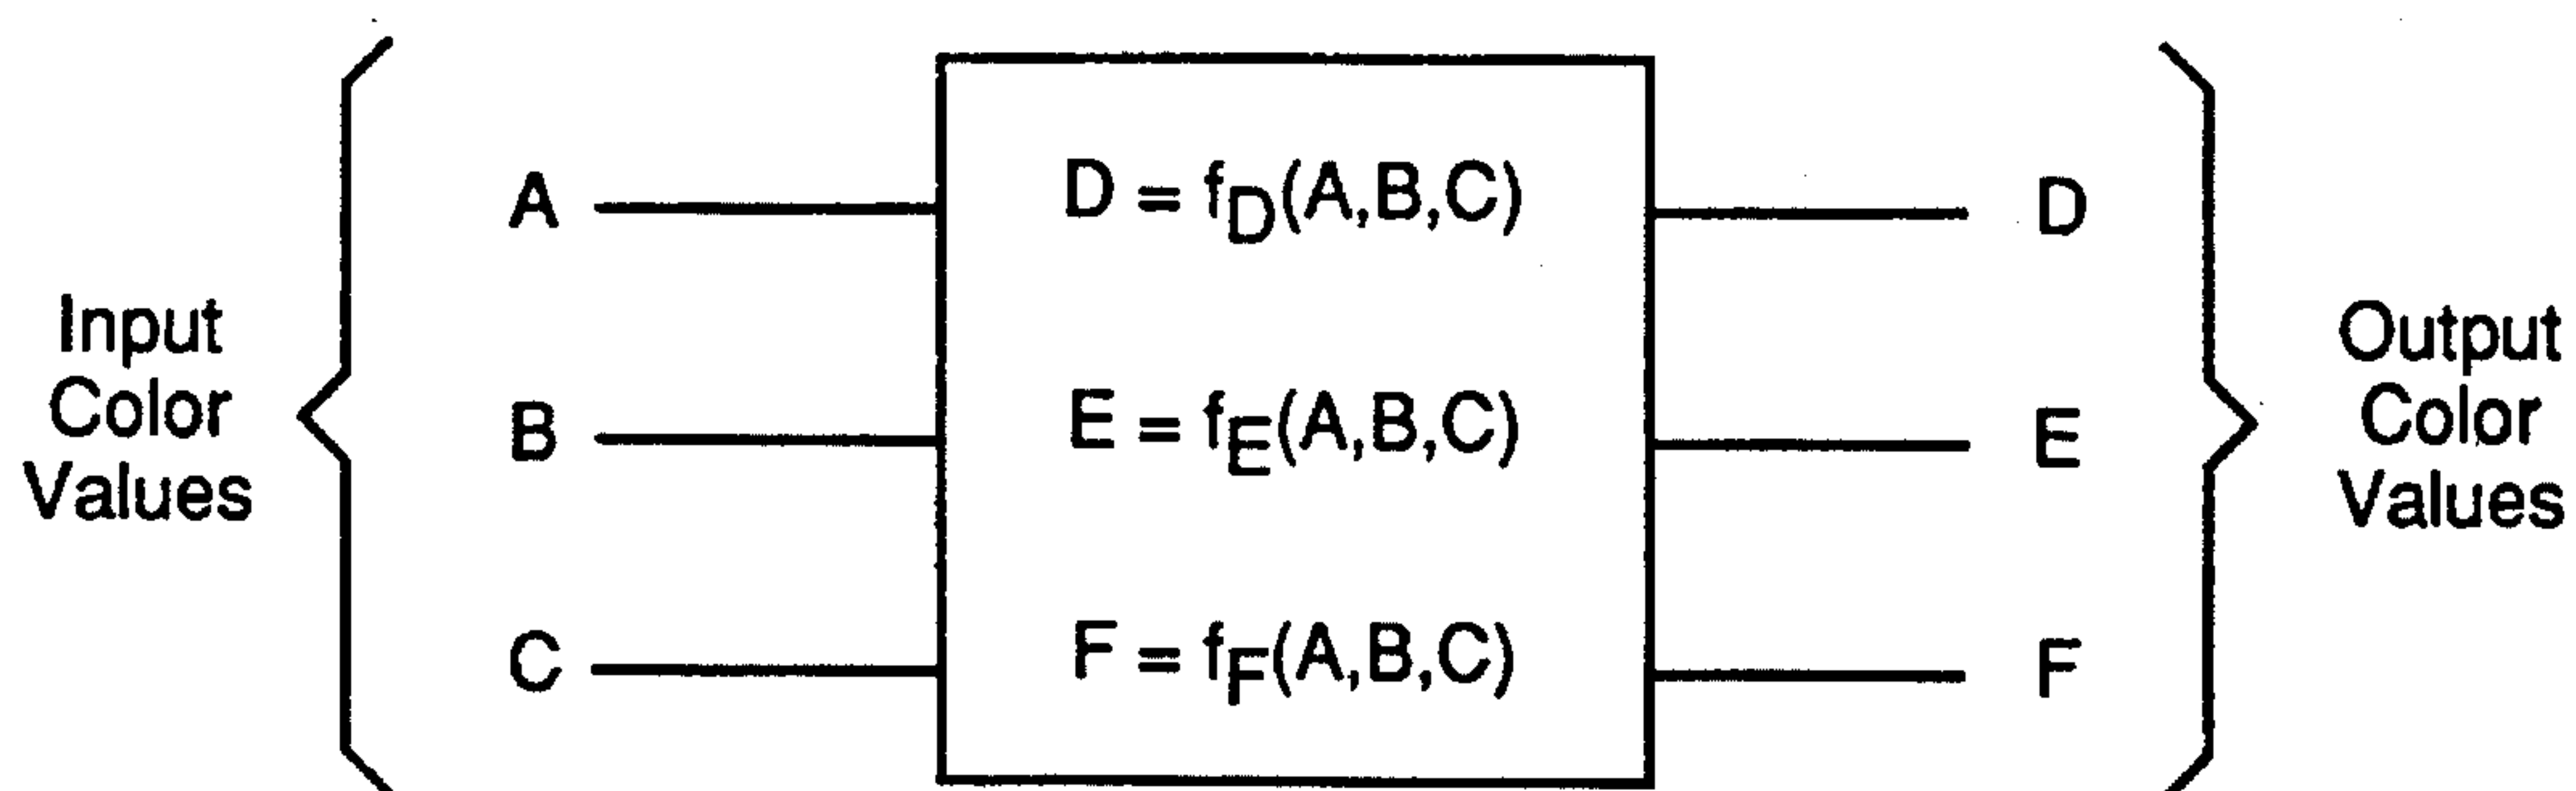 Input
Color
Values
A
B
C
D = fD(A,B,C)
E = fE(A,B,C)
F = fF(A,B,C)
D
E
F
Output
Color
Values